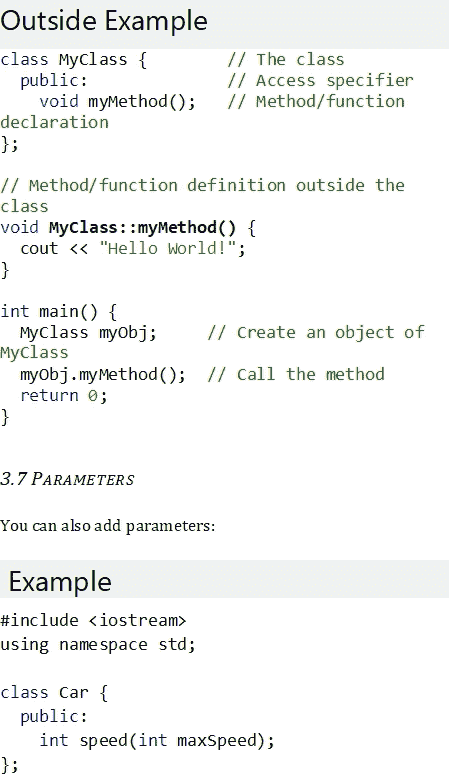 Outside Example
class MyClass {        // The class
  public:              // Access specifier
    void myMethod();   // Method/function
declaration
};

// Method/function definition outside the
class
void MyClass::myMethod() {
  cout << "Hello World!";
}

int main() {
  MyClass myObj;     // Create an object of
MyClass
  myObj.myMethod();  // Call the method
  return 0;
}

3.7 PARAMETERS
You can also add parameters:
Example
#include <iostream>
using namespace std;

class Car {
  public:
    int speed(int maxSpeed);
};